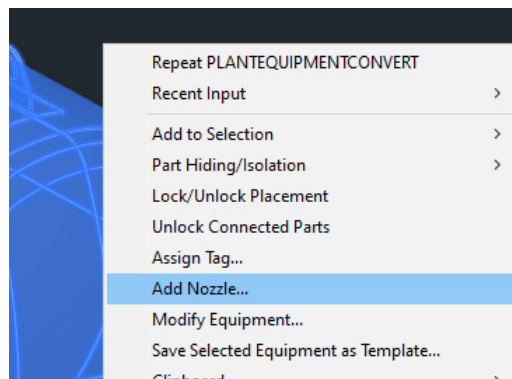 Repeat PLANTEQUIPMENTCONVERT
Recent Input
Add to Selection
Part Hiding/Isolation
Lock/Unlock Placement
Unlock Connected Parts
Assign Tag...
Add Nozzle...
Modify Equipment...
Save Selected Equipment as Template...
Clipboard